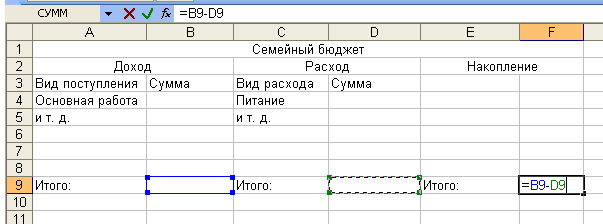 СУММ =B9-D9
A B C D E F
1 Семейный бюджет
2 Доход Расход Накопление
3 Вид поступления Сумма Вид расхода Сумма
4 Основная работа Питание
5 и т. д. и т. д.
6
7
8
9 Итого: Итого: Итого: =B9-D9
10
11